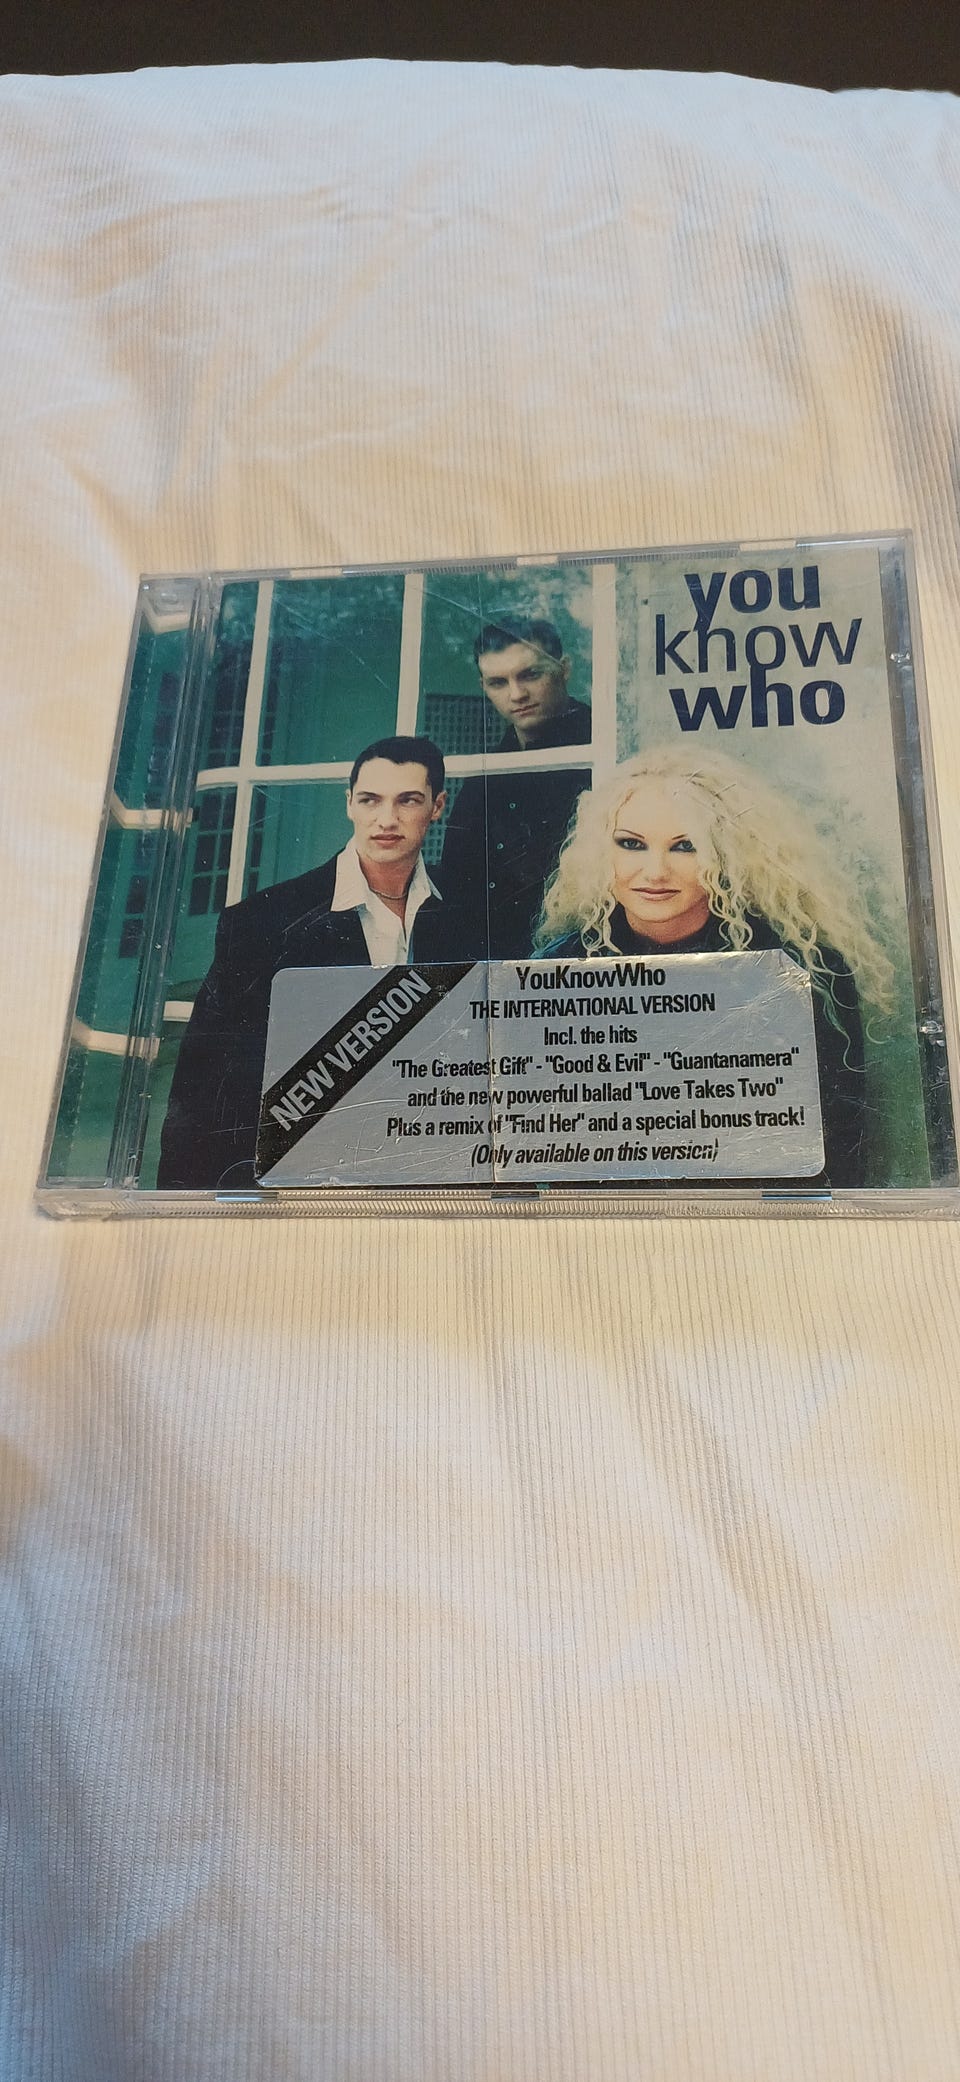 you
know
who
NEW VERSION
YouKnowWho
THE INTERNATIONAL VERSION
Incl. the hits
"The Greatest Gift" - "Good & Evil" - "Guantanamera"
and the new powerful ballad "Love Takes Two"
Plus a remix of "Find Her" and a special bonus track!
(Only available on this version)